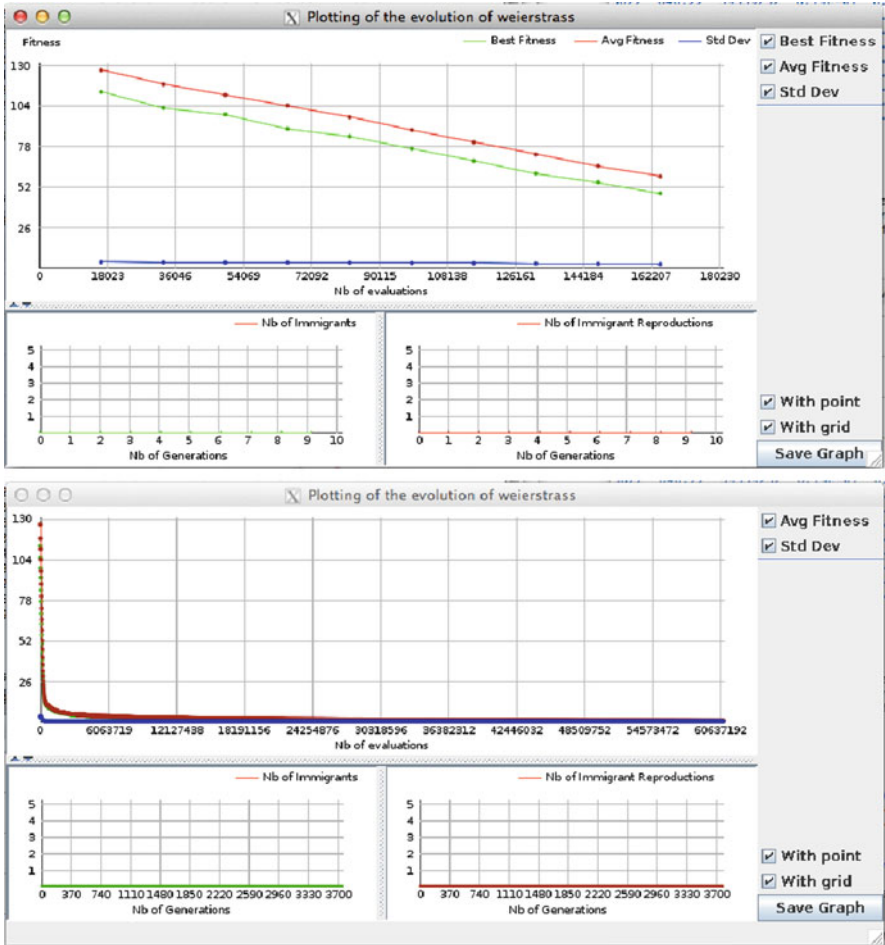 Plotting of the evolution of weierstrass
Fitness
Best Fitness Avg Fitness Std Dev
130
104
78
52
26
0 18023 36046 54069 72092 90115 108138 126161 144184 162207 180230
Nb of evaluations
Best Fitness
Avg Fitness
Std Dev
Nb of Immigrants
5
4
3
2
1
0 1 2 3 4 5 6 7 8 9 10
Nb of Generations
Nb of Immigrant Reproductions
5
4
3
2
1
0 1 2 3 4 5 6 7 8 9 10
Nb of Generations
With point
With grid
Save Graph
Plotting of the evolution of weierstrass
130
104
78
52
26
0 6063719 12127438 18191156 24254876 30318596 36382312 42446032 48509752 54573472 60637192
Nb of evaluations
Avg Fitness
Std Dev
Nb of Immigrants
5
4
3
2
1
0 370 740 1110 1480 1850 2220 2590 2960 3330 3700
Nb of Generations
Nb of Immigrant Reproductions
5
4
3
2
1
0 370 740 1110 1480 1850 2220 2590 2960 3330 3700
Nb of Generations
With point
With grid
Save Graph